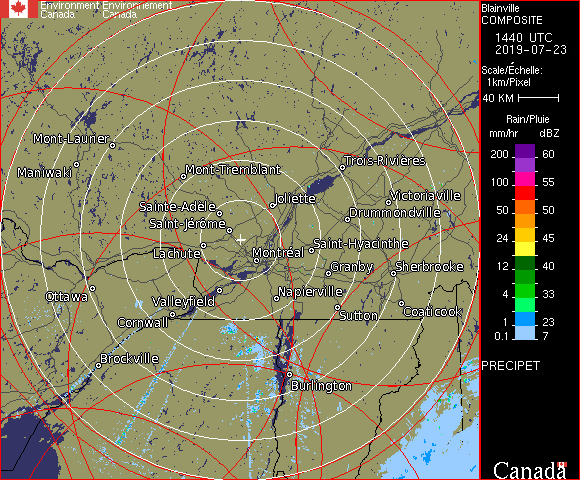 Environment Environnement
Canada Canada
Blainville
COMPOSITE
1440 UTC
2019-07-23
Scale/Échelle:
1km/Pixel
40 KM
Rain/Pluie
mm/hr dBZ
200 60
100 55
50 50
24 45
12 40
4 33
1 23
0.1 7
PRECIPET
Canada
Mont-Laurier
Maniwaki
Mont-Tremblant
Trois-Rivières
Joliette
Victoriaville
Sainte-Adèle
Drummondville
Saint-Jérôme
Saint-Hyacinthe
Lachute
Montréal
Granby
Sherbrooke
Ottawa
Valleyfield
Napierville
Coaticook
Cornwall
Sutton
Brockville
Burlington